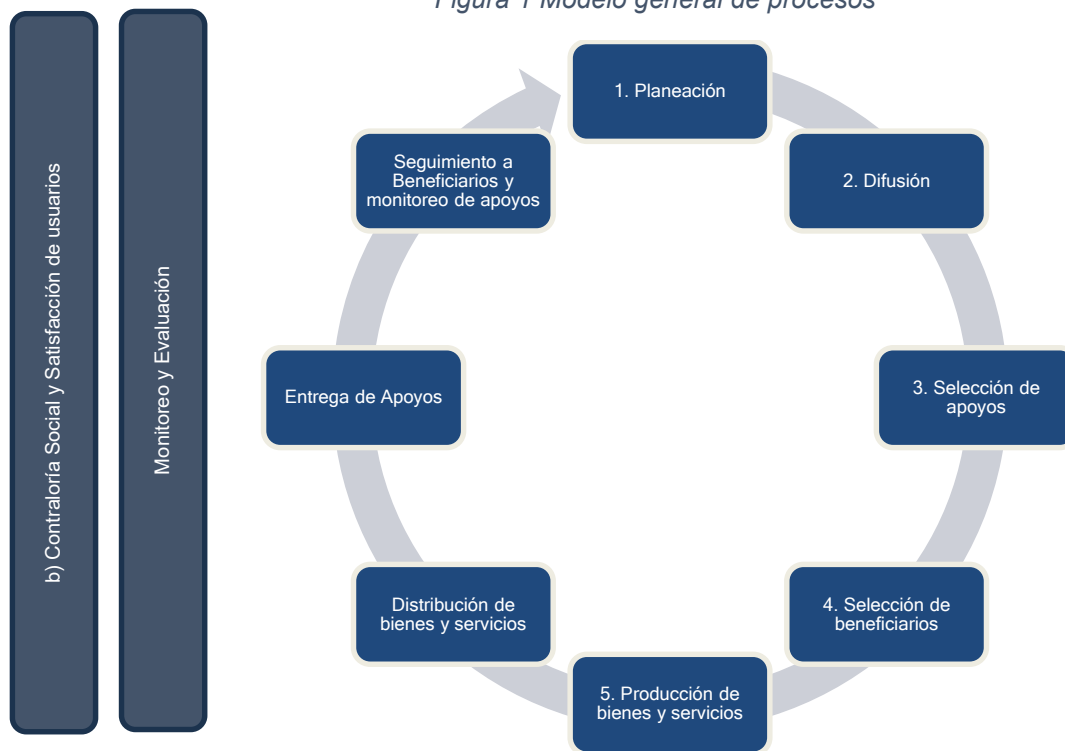 Figura 1 Modelo general de procesos
b) Contraloría Social y Satisfacción de usuarios
Monitoreo y Evaluación
1. Planeación
2. Difusión
3. Selección de
apoyos
4. Selección de
beneficiarios
5. Producción de
bienes y servicios
Distribución de
bienes y servicios
Entrega de Apoyos
Seguimiento a
Beneficiarios y
monitoreo de apoyos